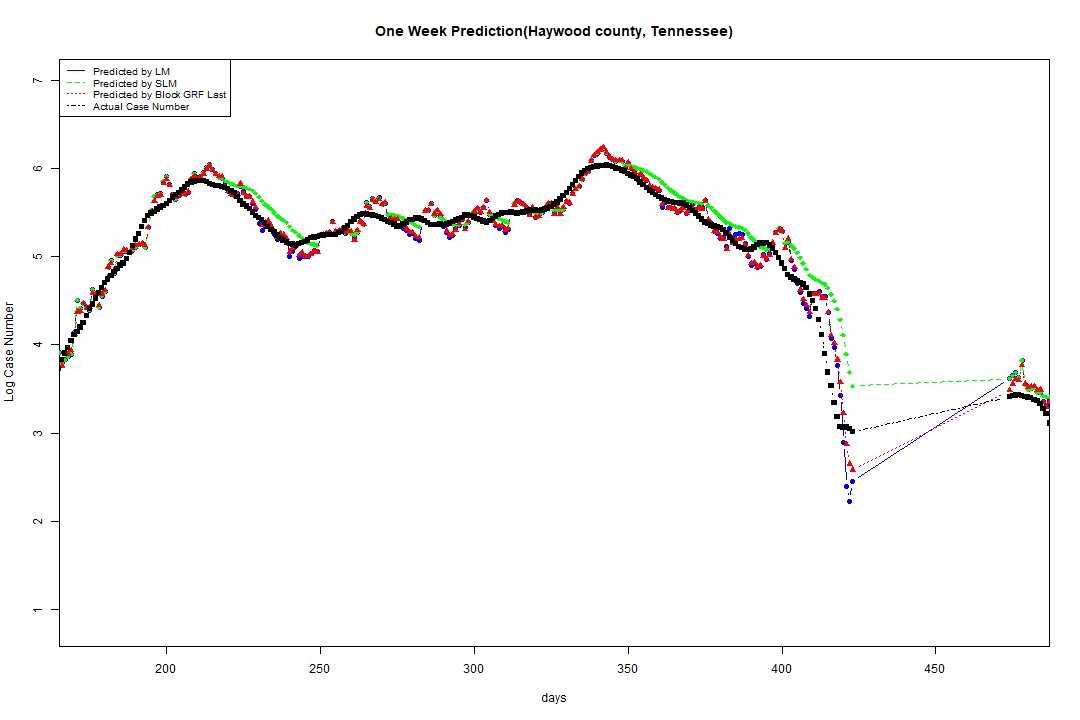 One Week Prediction(Haywood county, Tennessee)
Predicted by LM
Predicted by SLM
Predicted by Block GRF Last
Actual Case Number
Log Case Number
7
6
5
4
3
2
1
200 250 300 350 400 450
days